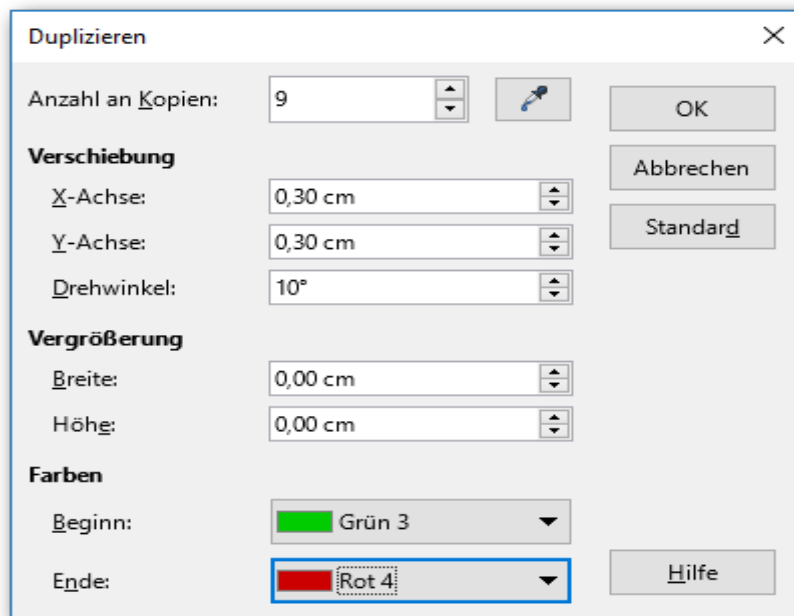 Duplizieren
Anzahl an Kopien: 9
OK
Verschiebung
Abbrechen
X-Achse: 0,30 cm
Standard
Y-Achse: 0,30 cm
Drehwinkel: 10°
Vergrößerung
Breite: 0,00 cm
Höhe: 0,00 cm
Farben
Beginn: Grün 3
Ende: Rot 4
Hilfe